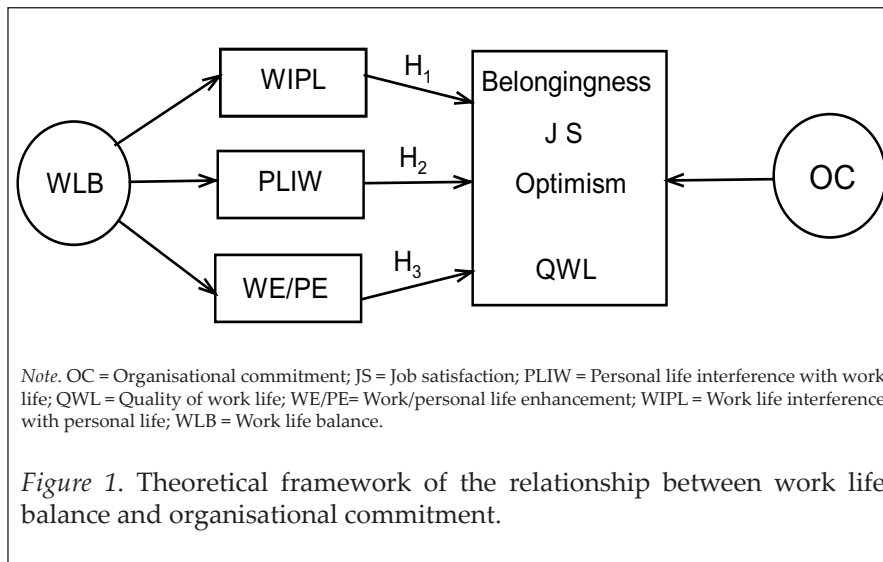 WIPL
H1
Belongingness
J S
WLB
PLIW
H2
Optimism
OC
WE/PE
H3
QWL
Note. OC = Organisational commitment; JS = Job satisfaction; PLIW = Personal life interference with work
life; QWL = Quality of work life; WE/PE= Work/personal life enhancement; WIPL = Work life interference
with personal life; WLB = Work life balance.
Figure 1. Theoretical framework of the relationship between work life
balance and organisational commitment.